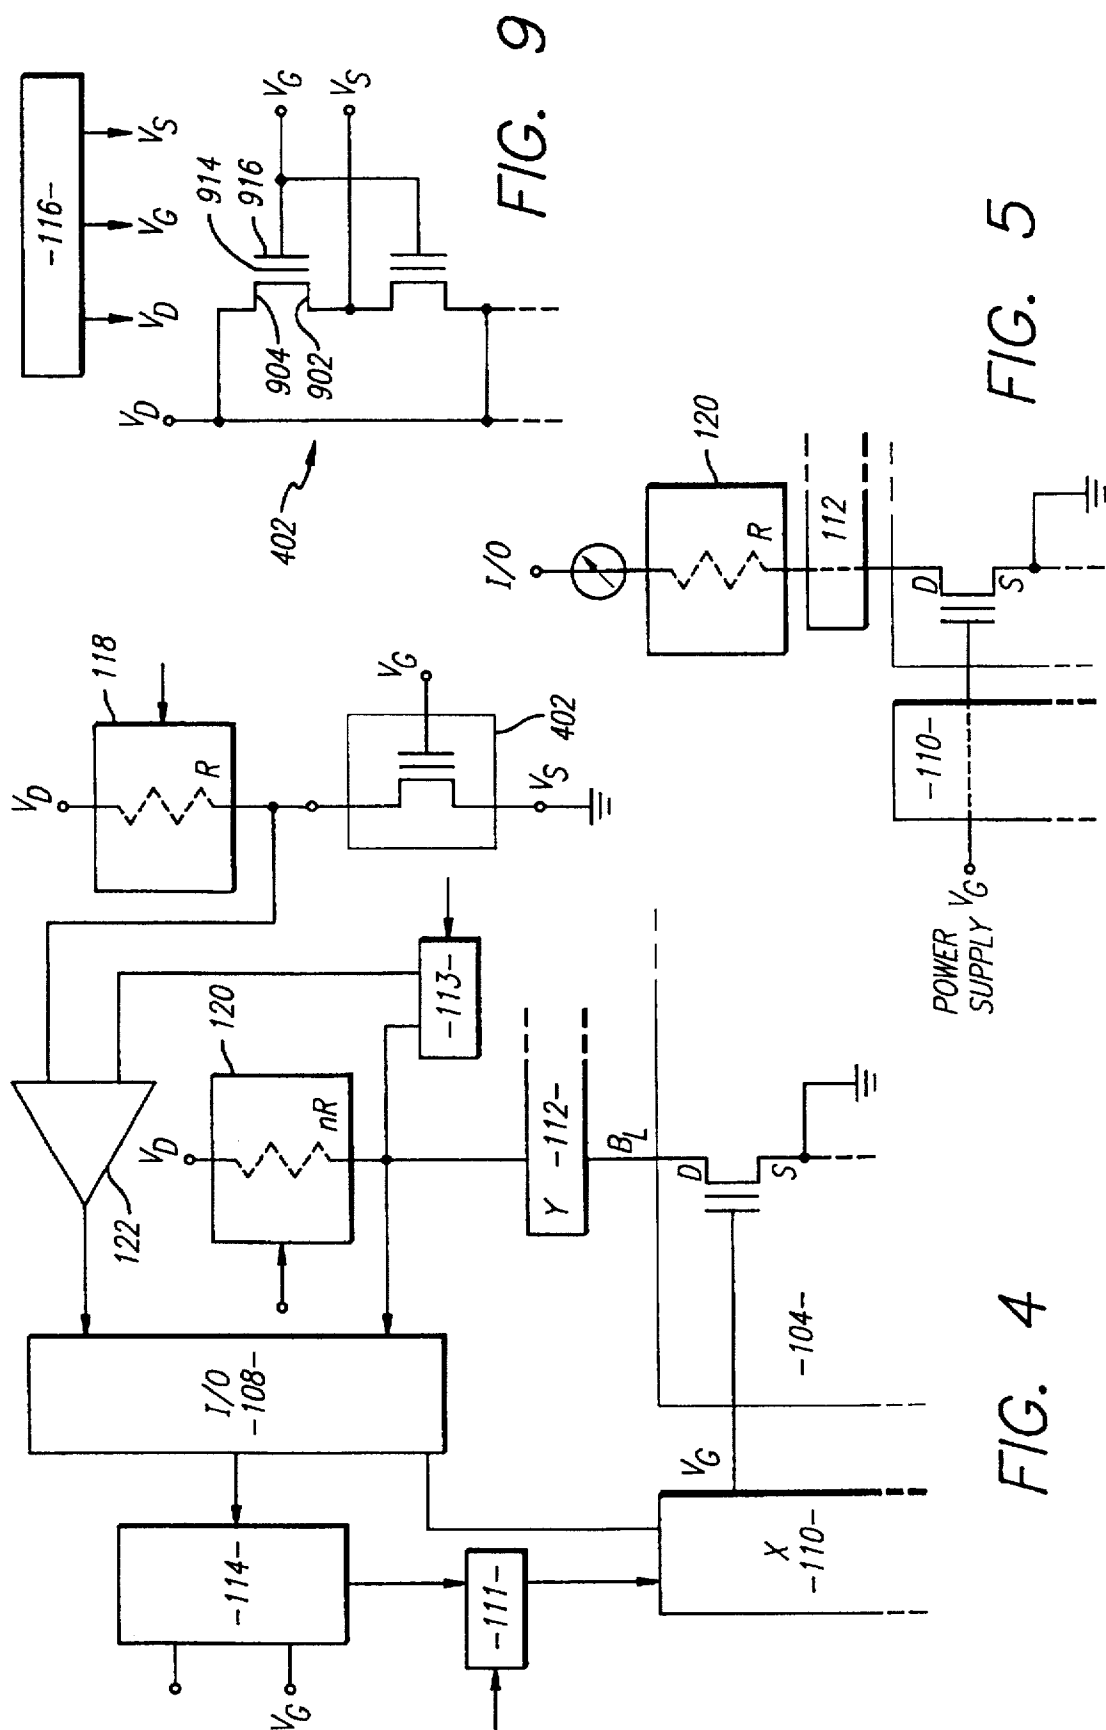 V_G
-114-
I/O
-108-
122
-111-
V_D
120
nR
-113-
V_D
118
R
V_G
402
V_S
Y -112-
B_L
D
S
V_G
-104-
X
-110-
FIG. 4
I/O
120
R
112
D
S
-110-
POWER
SUPPLY V_G
FIG. 5
-116-
V_D V_G V_S
V_D
402
904
902
914
916
V_G
V_S
FIG. 9